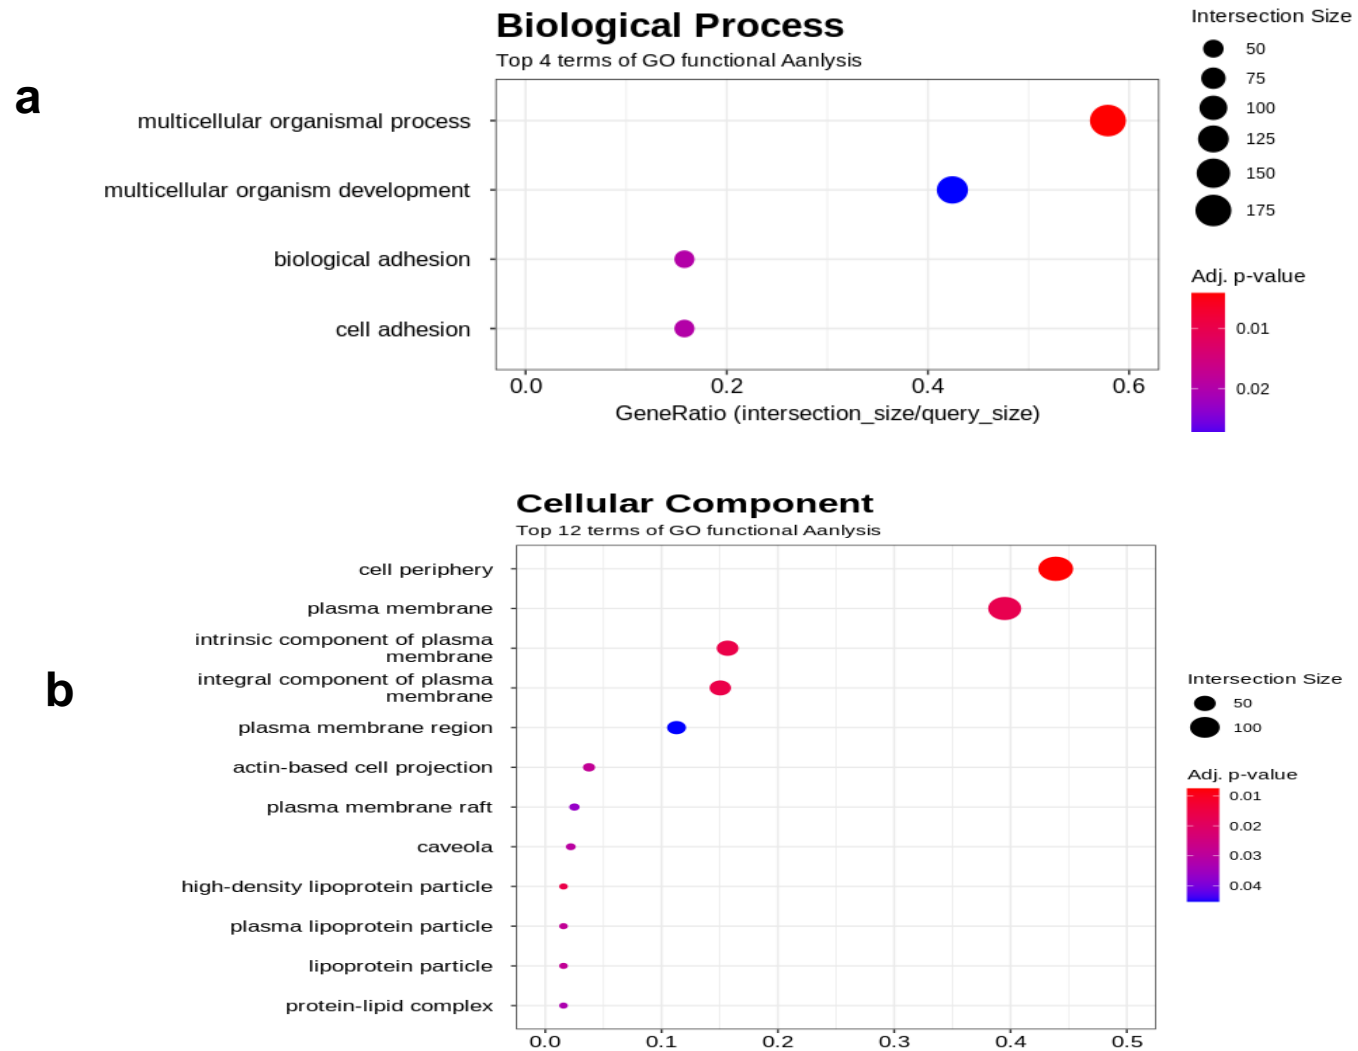 a
Biological Process
Top 4 terms of GO functional Aanlysis
multicellular organismal process
multicellular organism development
biological adhesion
cell adhesion
0.0 0.2 0.4 0.6
GeneRatio (intersection_size/query_size)
Intersection Size
50
75
100
125
150
175
Adj. p-value
0.01
0.02
b
Cellular Component
Top 12 terms of GO functional Aanlysis
cell periphery
plasma membrane
intrinsic component of plasma
membrane
integral component of plasma
membrane
plasma membrane region
actin-based cell projection
plasma membrane raft
caveola
high-density lipoprotein particle
plasma lipoprotein particle
lipoprotein particle
protein-lipid complex
0.0 0.1 0.2 0.3 0.4 0.5
Intersection Size
50
100
Adj. p-value
0.01
0.02
0.03
0.04